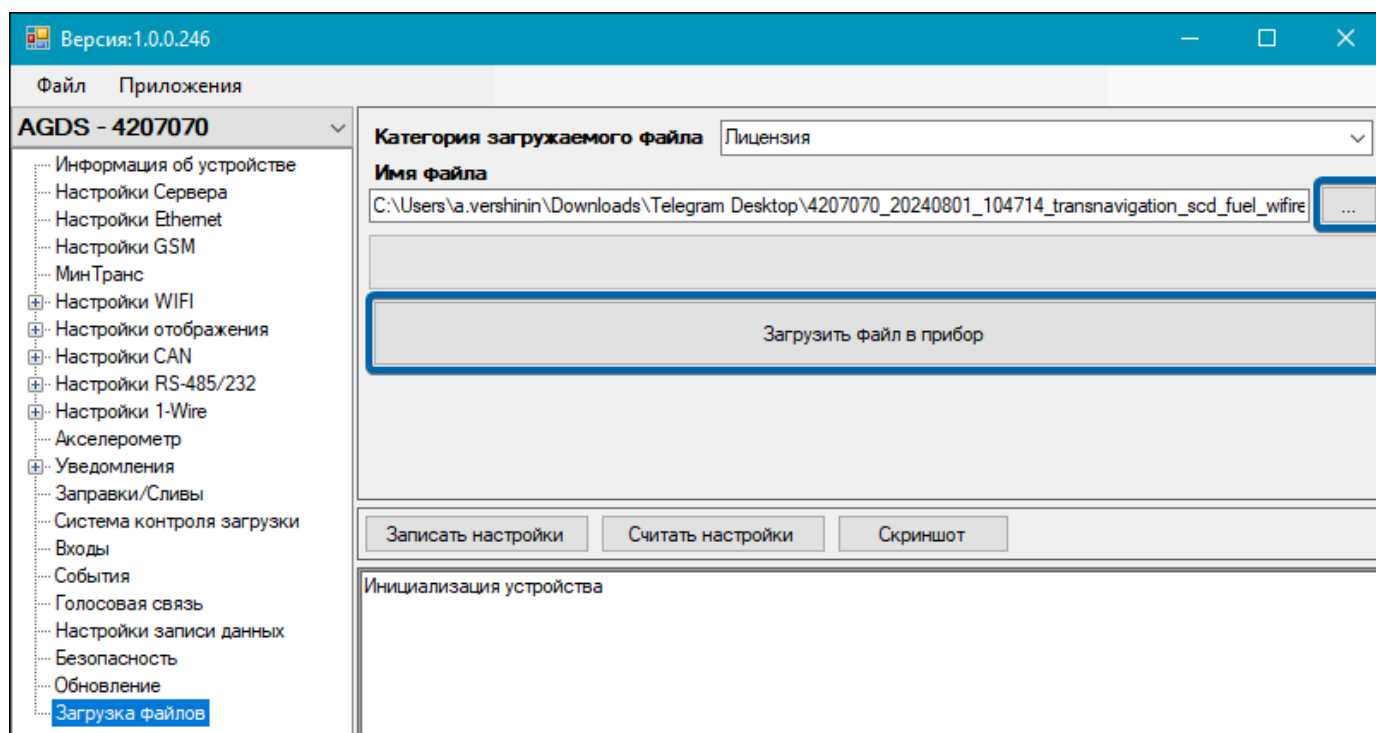 Версия:1.0.0.246
Файл Приложения
AGDS - 4207070
Информация об устройстве
Настройки Сервера
Настройки Ethernet
Настройки GSM
МинТранс
Настройки WIFI
Настройки отображения
Настройки CAN
Настройки RS-485/232
Настройки 1-Wire
Акселерометр
Уведомления
Заправки/Сливы
Система контроля загрузки
Входы
События
Голосовая связь
Настройки записи данных
Безопасность
Обновление
Загрузка файлов
Категория загружаемого файла Лицензия
Имя файла
C:\Users\a.vershinin\Downloads\Telegram Desktop\4207070_20240801_104714_transnavigation_scd_fuel_wifire ...
Загрузить файл в прибор
Записать настройки Считать настройки Скриншот
Инициализация устройства